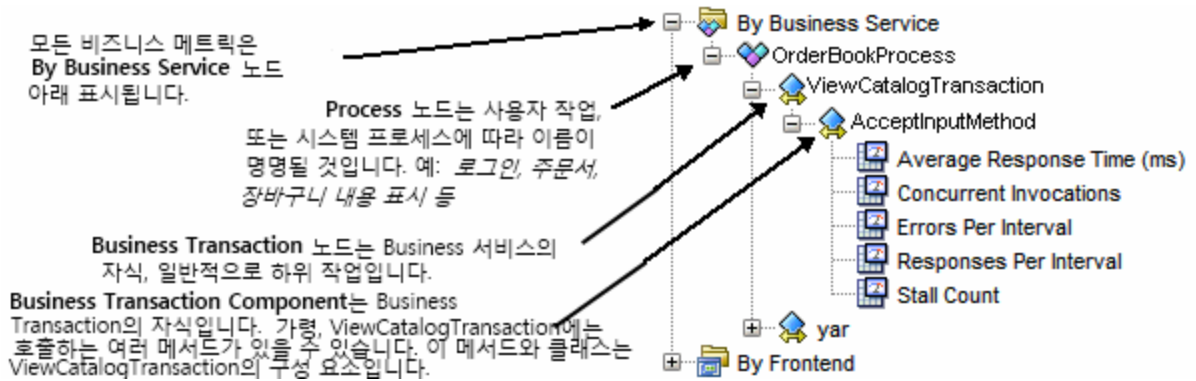 모든 비즈니스 메트릭은
By Business Service 노드
아래 표시됩니다.
Process 노드는 사용자 작업,
또는 시스템 프로세스에 따라 이름이
명명될 것입니다. 예: 로그인, 주문서,
장바구니 내용 표시 등
Business Transaction 노드는 Business 서비스의
자식, 일반적으로 하위 작업입니다.
Business Transaction Component는 Business
Transaction의 자식입니다. 가령, ViewCatalogTransaction에는
호출하는 여러 메서드가 있을 수 있습니다. 이 메서드와 클래스는
ViewCatalogTransaction의 구성 요소입니다.
By Business Service
OrderBookProcess
ViewCatalogTransaction
AcceptInputMethod
Average Response Time (ms)
Concurrent Invocations
Errors Per Interval
Responses Per Interval
Stall Count
yar
By Frontend